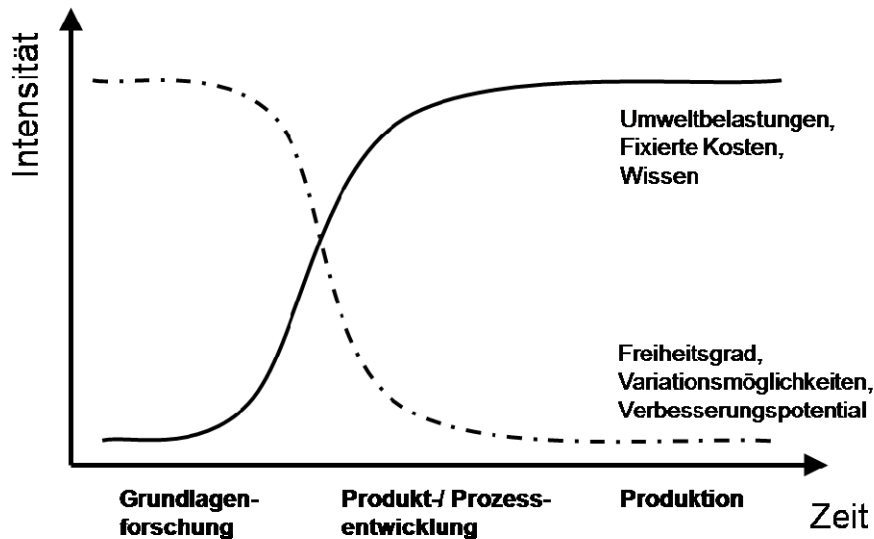 Intensität
Umweltbelastungen,
Fixierte Kosten,
Wissen
Freiheitsgrad,
Variationsmöglichkeiten,
Verbesserungspotential
Grundlagen-
forschung
Produkt-/ Prozess-
entwicklung
Produktion
Zeit